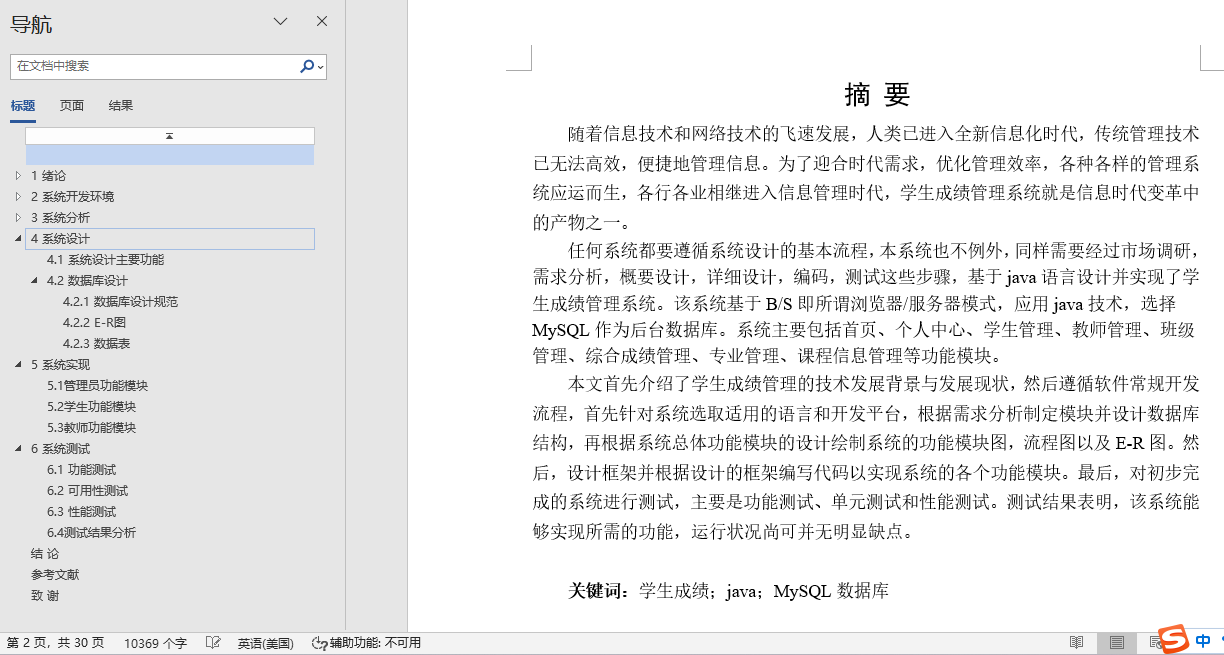 导航
在文档中搜索
标题 页面 结果
1 绪论
2 系统开发环境
3 系统分析
4 系统设计
4.1 系统设计主要功能
4.2 数据库设计
4.2.1 数据库设计规范
4.2.2 E-R图
4.2.3 数据表
5 系统实现
5.1管理员功能模块
5.2学生功能模块
5.3教师功能模块
6 系统测试
6.1 功能测试
6.2 可用性测试
6.3 性能测试
6.4测试结果分析
结 论
参考文献
致 谢
摘 要
随着信息技术和网络技术的飞速发展，人类已进入全新信息化时代，传统管理技术
已无法高效，便捷地管理信息。为了迎合时代需求，优化管理效率，各种各样的管理系
统应运而生，各行各业相继进入信息管理时代，学生成绩管理系统就是信息时代变革中
的产物之一。
任何系统都要遵循系统设计的基本流程，本系统也不例外，同样需要经过市场调研，
需求分析，概要设计，详细设计，编码，测试这些步骤，基于 java 语言设计并实现了学
生成绩管理系统。该系统基于 B/S 即所谓浏览器/服务器模式，应用 java 技术，选择
MySQL 作为后台数据库。系统主要包括首页、个人中心、学生管理、教师管理、班级
管理、综合成绩管理、专业管理、课程信息管理等功能模块。
本文首先介绍了学生成绩管理的技术发展背景与发展现状，然后遵循软件常规开发
流程，首先针对系统选取适用的语言和开发平台，根据需求分析制定模块并设计数据库
结构，再根据系统总体功能模块的设计绘制系统的功能模块图，流程图以及 E-R 图。然
后，设计框架并根据设计的框架编写代码以实现系统的各个功能模块。最后，对初步完
成的系统进行测试，主要是功能测试、单元测试和性能测试。测试结果表明，该系统能
够实现所需的功能，运行状况尚可并无明显缺点。
关键词：学生成绩；java；MySQL 数据库
第 2 页，共 30 页 10369 个字 英语(美国) 辅助功能: 不可用
S 中